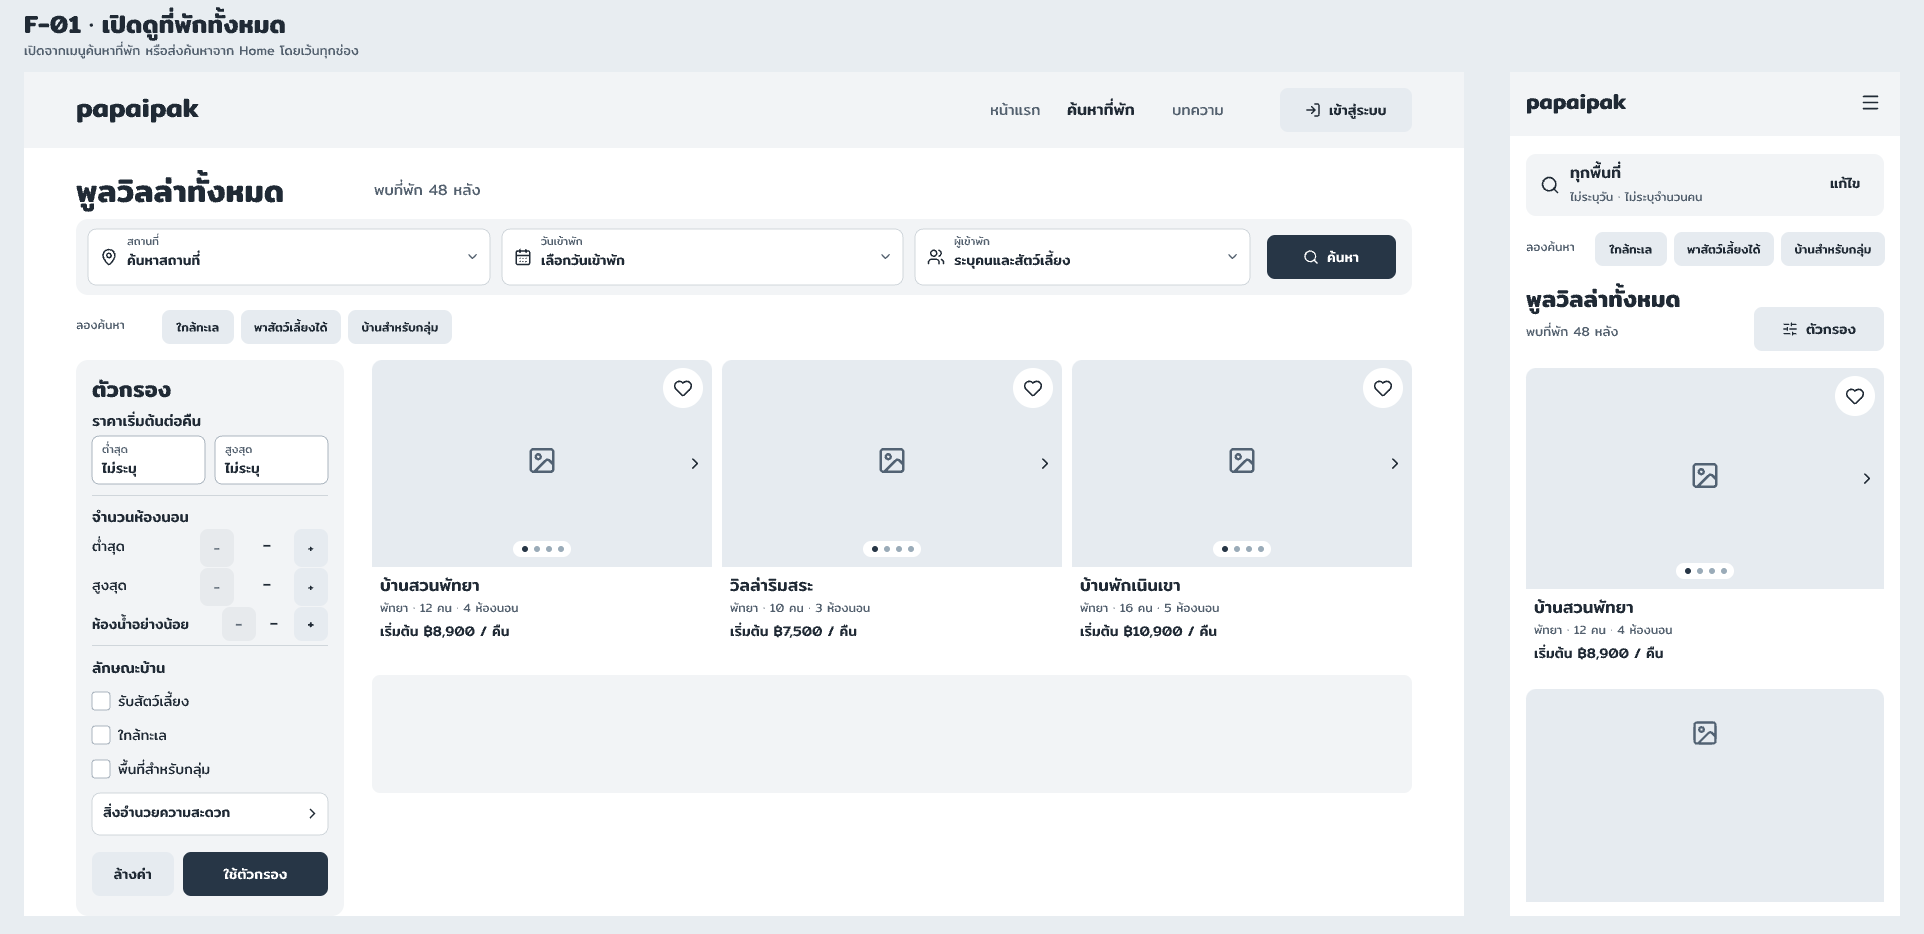 F-01 · เปิดดูที่พักทั้งหมด
เปิดจากเมนูค้นหาที่พัก หรือส่งค้นหาจาก Home โดยเว้นทุกช่อง
papaipak
หน้าแรก ค้นหาที่พัก บทความ เข้าสู่ระบบ
พูลวิลล่าทั้งหมด พบที่พัก 48 หลัง
สถานที่
ค้นหาสถานที่
วันเข้าพัก
เลือกวันเข้าพัก
ผู้เข้าพัก
ระบุคนและสัตว์เลี้ยง
ค้นหา
ลองค้นหา ใกล้ทะเล พาสัตว์เลี้ยงได้ บ้านสำหรับกลุ่ม
ตัวกรอง
ราคาเริ่มต้นต่อคืน
ต่ำสุด
ไม่ระบุ
สูงสุด
ไม่ระบุ
จำนวนห้องนอน
ต่ำสุด - – +
สูงสุด - – +
ห้องน้ำอย่างน้อย - – +
ลักษณะบ้าน
รับสัตว์เลี้ยง
ใกล้ทะเล
พื้นที่สำหรับกลุ่ม
สิ่งอำนวยความสะดวก
ล้างค่า ใช้ตัวกรอง
บ้านสวนพัทยา
พัทยา · 12 คน · 4 ห้องนอน
เริ่มต้น ฿8,900 / คืน
วิลล่าริมสระ
พัทยา · 10 คน · 3 ห้องนอน
เริ่มต้น ฿7,500 / คืน
บ้านพักเนินเขา
พัทยา · 16 คน · 5 ห้องนอน
เริ่มต้น ฿10,900 / คืน
papaipak
ทุกพื้นที่
ไม่ระบุวัน · ไม่ระบุจำนวนคน
แก้ไข
ลองค้นหา ใกล้ทะเล พาสัตว์เลี้ยงได้ บ้านสำหรับกลุ่ม
พูลวิลล่าทั้งหมด
พบที่พัก 48 หลัง
ตัวกรอง
บ้านสวนพัทยา
พัทยา · 12 คน · 4 ห้องนอน
เริ่มต้น ฿8,900 / คืน